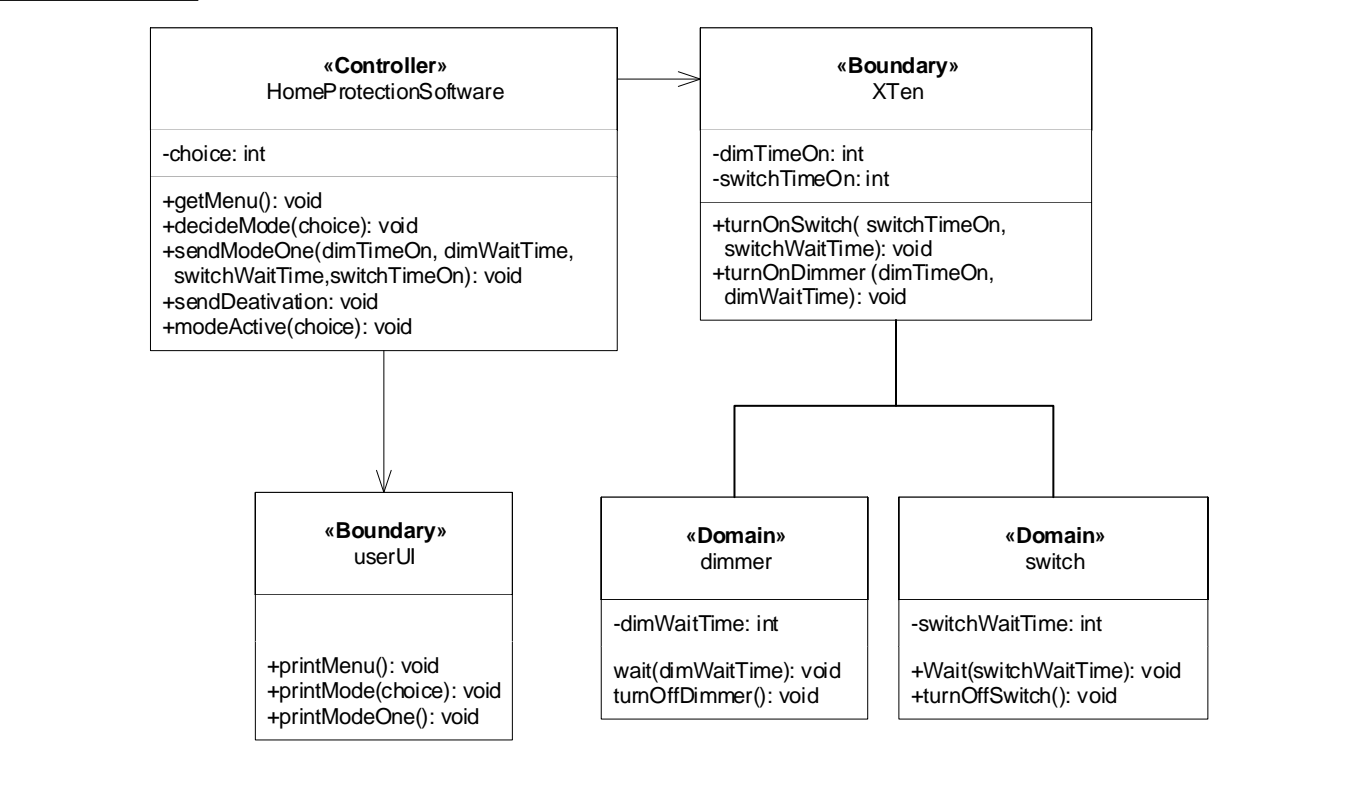 «Controller»
HomeProtectionSoftware
-choice: int
+getMenu(): void
+decideMode(choice): void
+sendModeOne(dimTimeOn, dimWaitTime,
switchWaitTime,switchTimeOn): void
+sendDeativation: void
+modeActive(choice): void
«Boundary»
XTen
-dimTimeOn: int
-switchTimeOn: int
+turnOnSwitch( switchTimeOn,
switchWaitTime): void
+turnOnDimmer (dimTimeOn,
dimWaitTime): void
«Boundary»
userUI
+printMenu(): void
+printMode(choice): void
+printModeOne(): void
«Domain»
dimmer
-dimWaitTime: int
wait(dimWaitTime): void
turnOffDimmer(): void
«Domain»
switch
-switchWaitTime: int
+Wait(switchWaitTime): void
+turnOffSwitch(): void